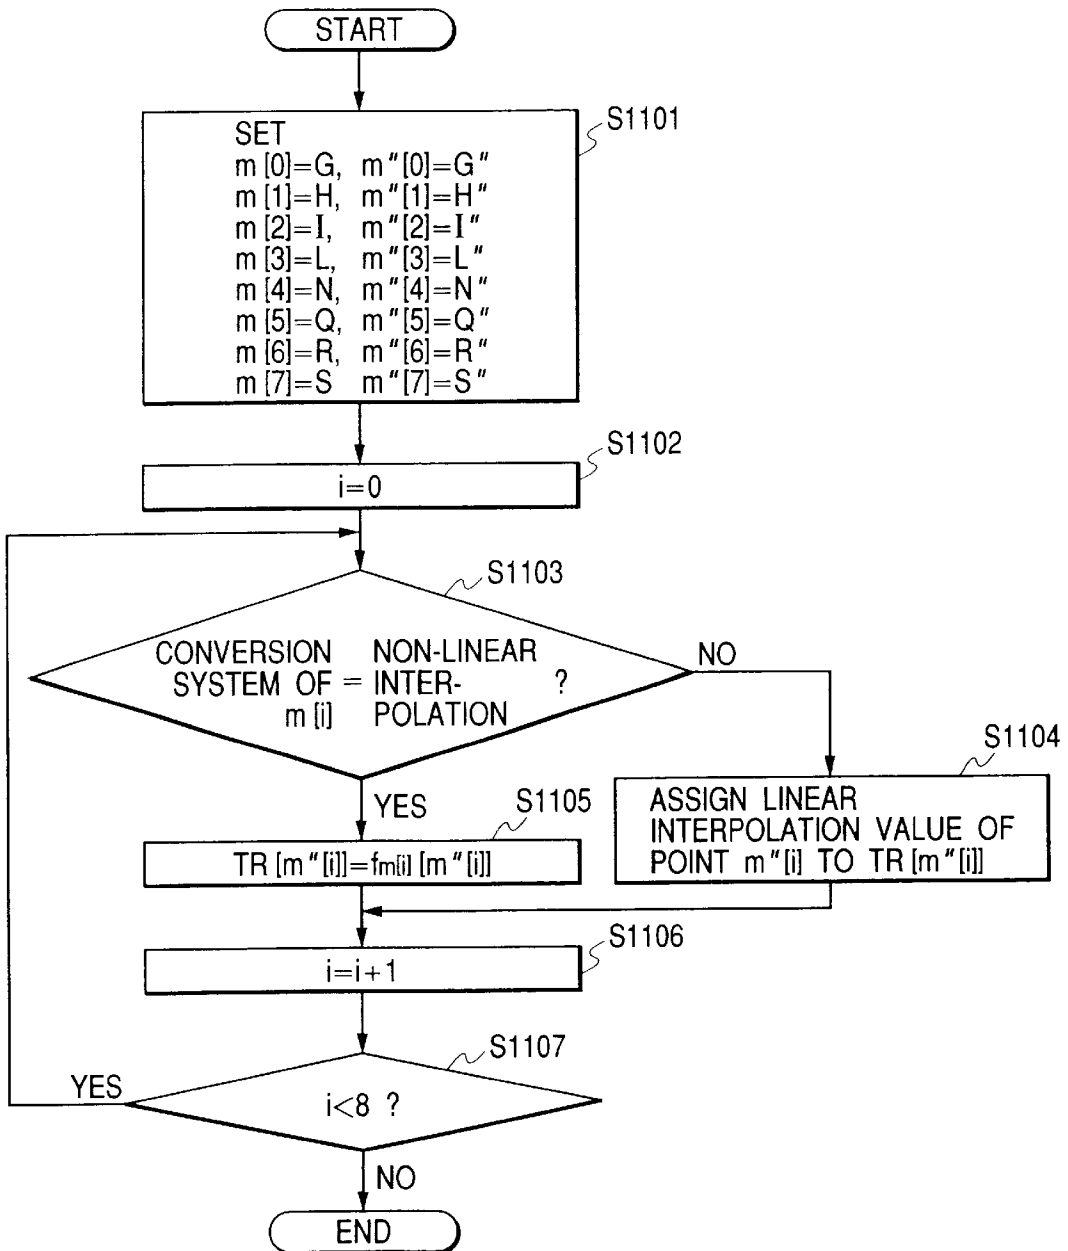 START
S1101
SET
m [0]=G, m"[0]=G"
m [1]=H, m"[1]=H"
m [2]=I, m"[2]=I"
m [3]=L, m"[3]=L"
m [4]=N, m"[4]=N"
m [5]=Q, m"[5]=Q"
m [6]=R, m"[6]=R"
m [7]=S m"[7]=S"
S1102
i=0
S1103
CONVERSION NON-LINEAR
SYSTEM OF = INTER- ?
m [i] POLATION
NO
S1104
ASSIGN LINEAR
INTERPOLATION VALUE OF
POINT m"[i] TO TR [m"[i]]
YES
S1105
TR [m"[i]]=fm[i] [m"[i]]
S1106
i=i+1
S1107
YES
i<8 ?
NO
END